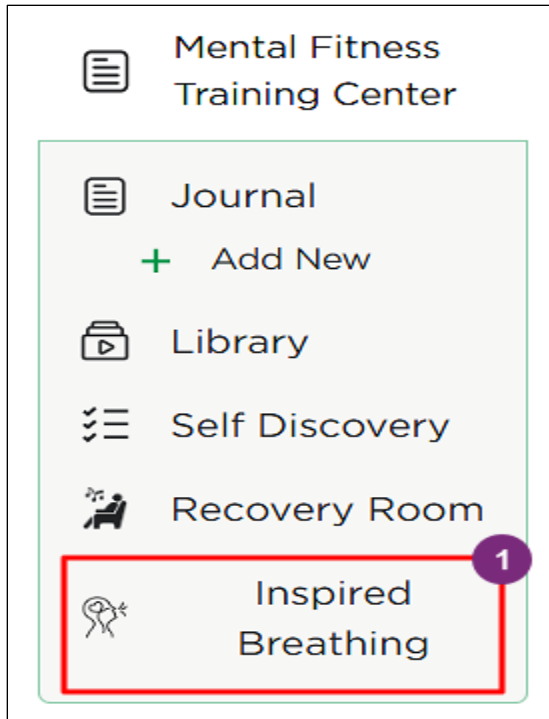 Mental Fitness
Training Center
Journal
+ Add New
Library
Self Discovery
Recovery Room
1
Inspired
Breathing